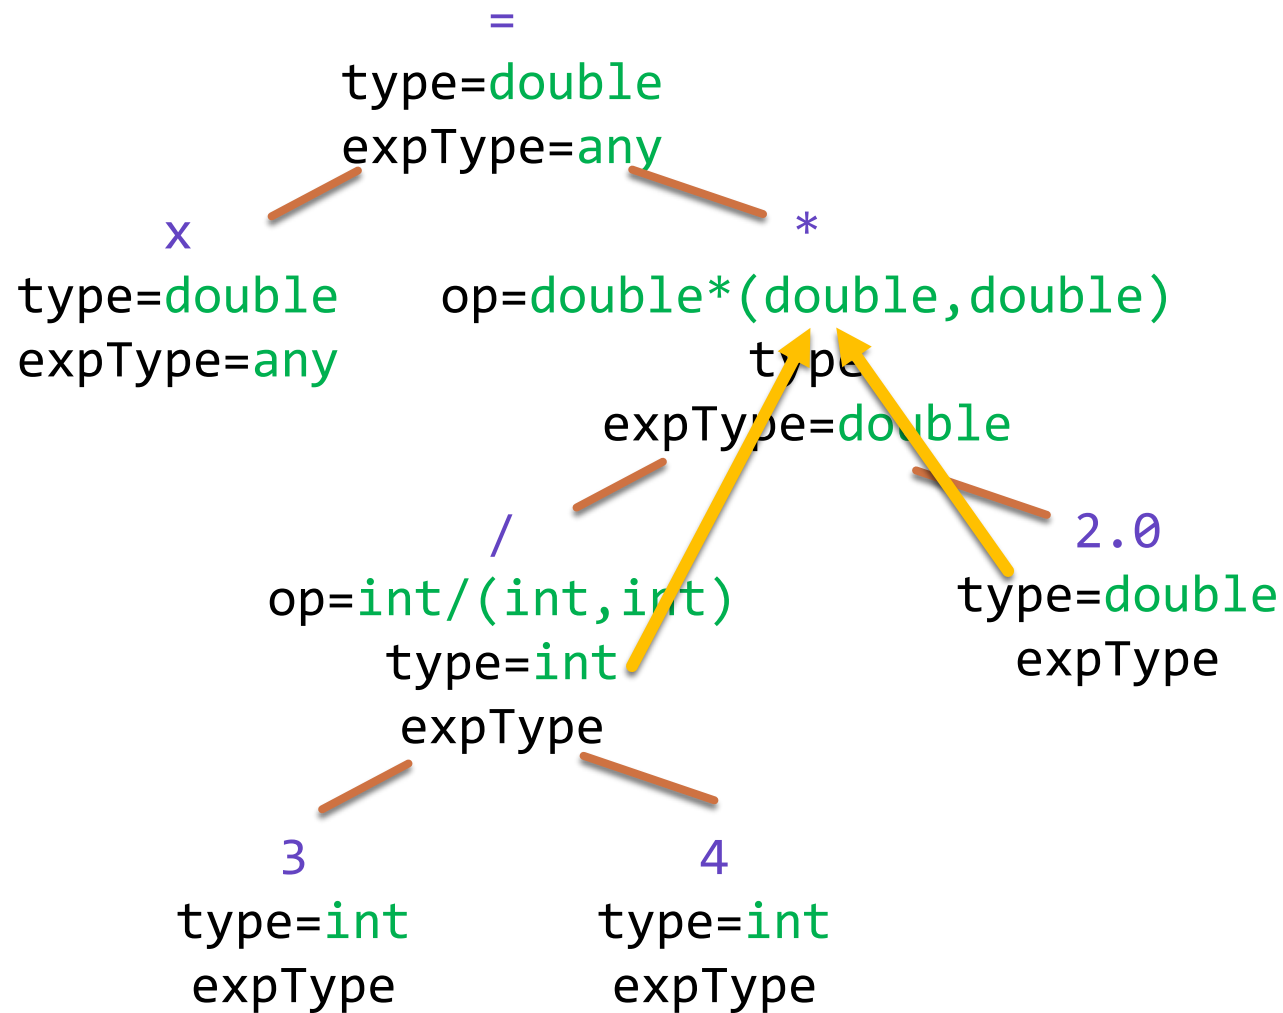 =
type=double
expType=any
x
type=double
expType=any
*
op=double*(double,double)
type
expType=double
/
op=int/(int,int)
type=int
expType
2.0
type=double
expType
3
type=int
expType
4
type=int
expType